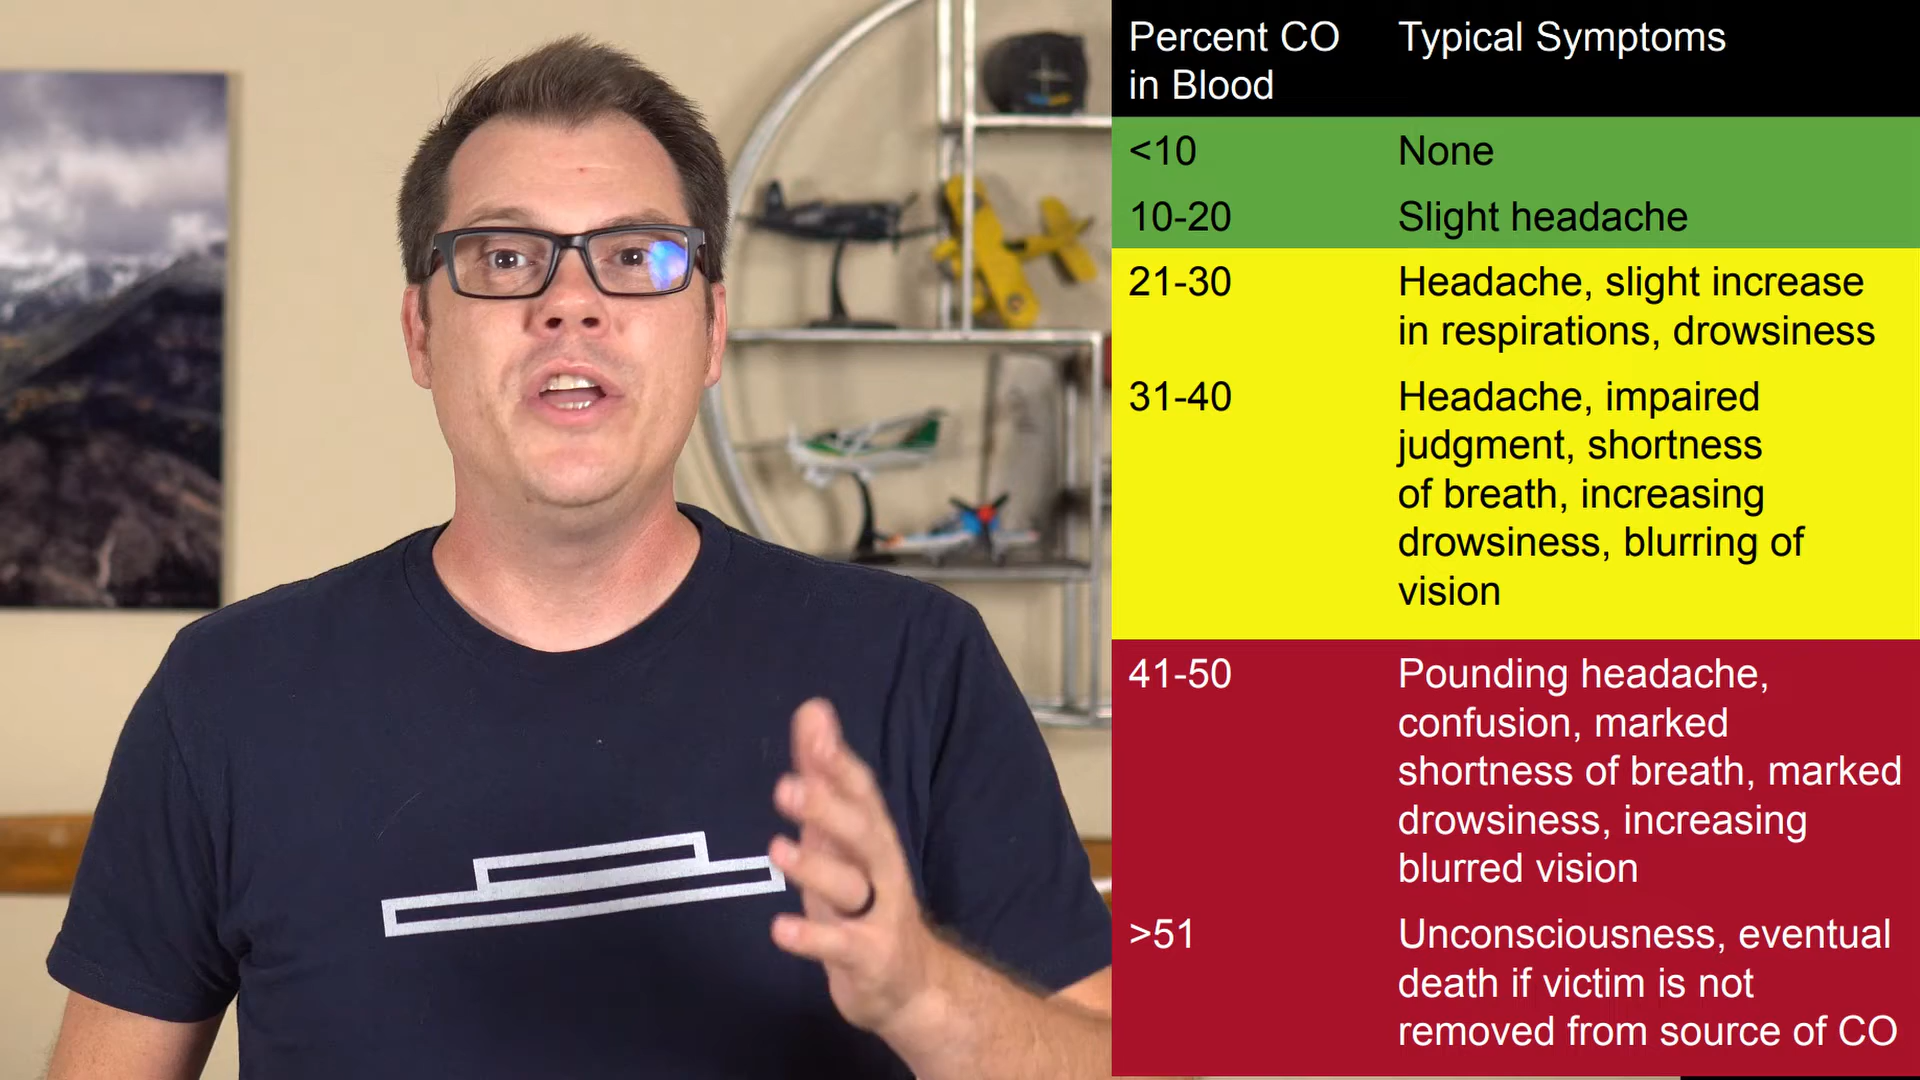 Percent CO Typical Symptoms
in Blood
<10 None
10-20 Slight headache
21-30 Headache, slight increase
in respirations, drowsiness
31-40 Headache, impaired
judgment, shortness
of breath, increasing
drowsiness, blurring of
vision
41-50 Pounding headache,
confusion, marked
shortness of breath, marked
drowsiness, increasing
blurred vision
>51 Unconsciousness, eventual
death if victim is not
removed from source of CO